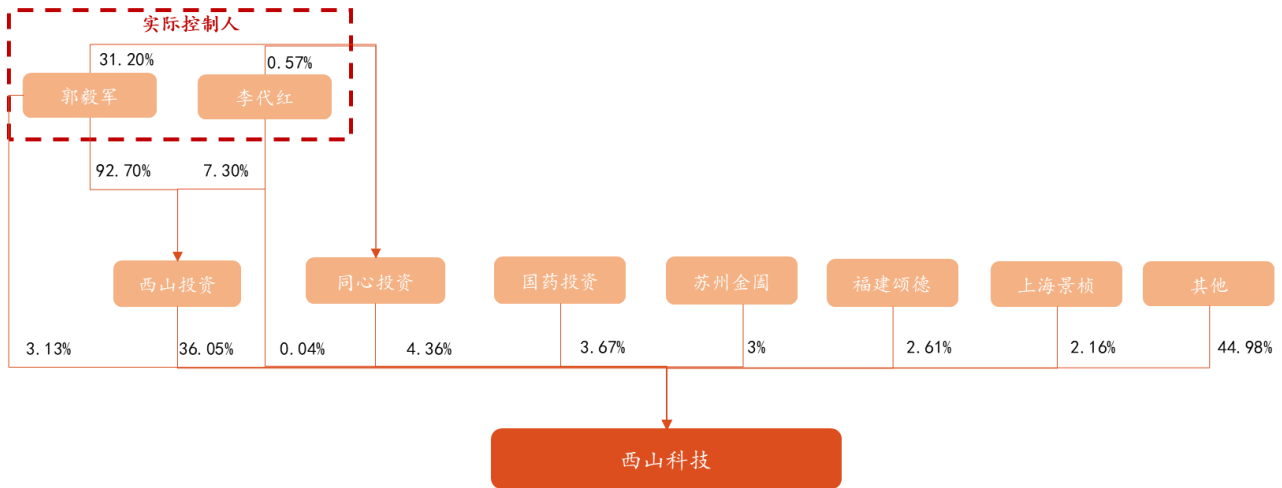 实际控制人
31.20%
0.57%
郭毅军
李代红
92.70%
7.30%
西山投资
同心投资
国药投资
苏州金阖
福建颂德
上海景桢
其他
3.13%
36.05%
0.04%
4.36%
3.67%
3%
2.61%
2.16%
44.98%
西山科技